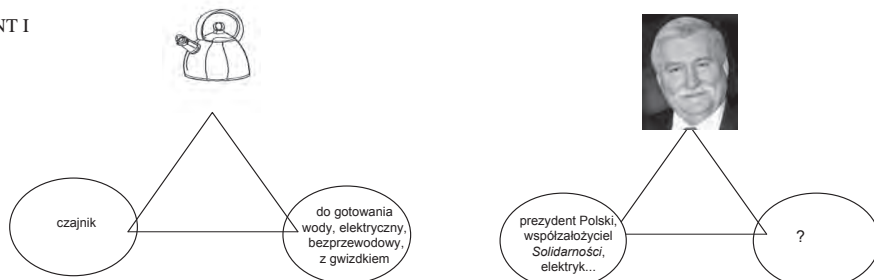 NT I
czajnik
do gotowania
wody, elektryczny,
bezprzewodowy,
z gwizdkiem
prezydent Polski,
współzałożyciel
Solidarności,
elektryk...
?